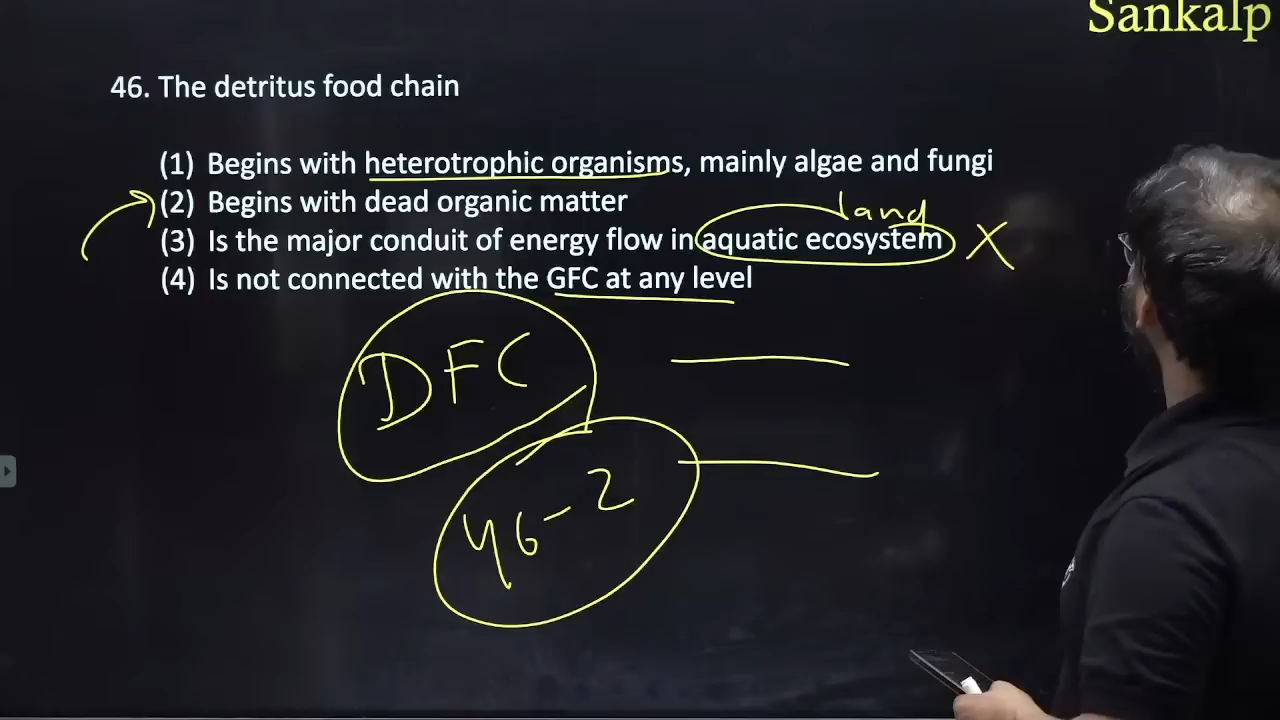 Sankalp
46. The detritus food chain
(1) Begins with heterotrophic organisms, mainly algae and fungi
(2) Begins with dead organic matter
land
(3) Is the major conduit of energy flow in aquatic ecosystem X
(4) Is not connected with the GFC at any level
DFC
46-2